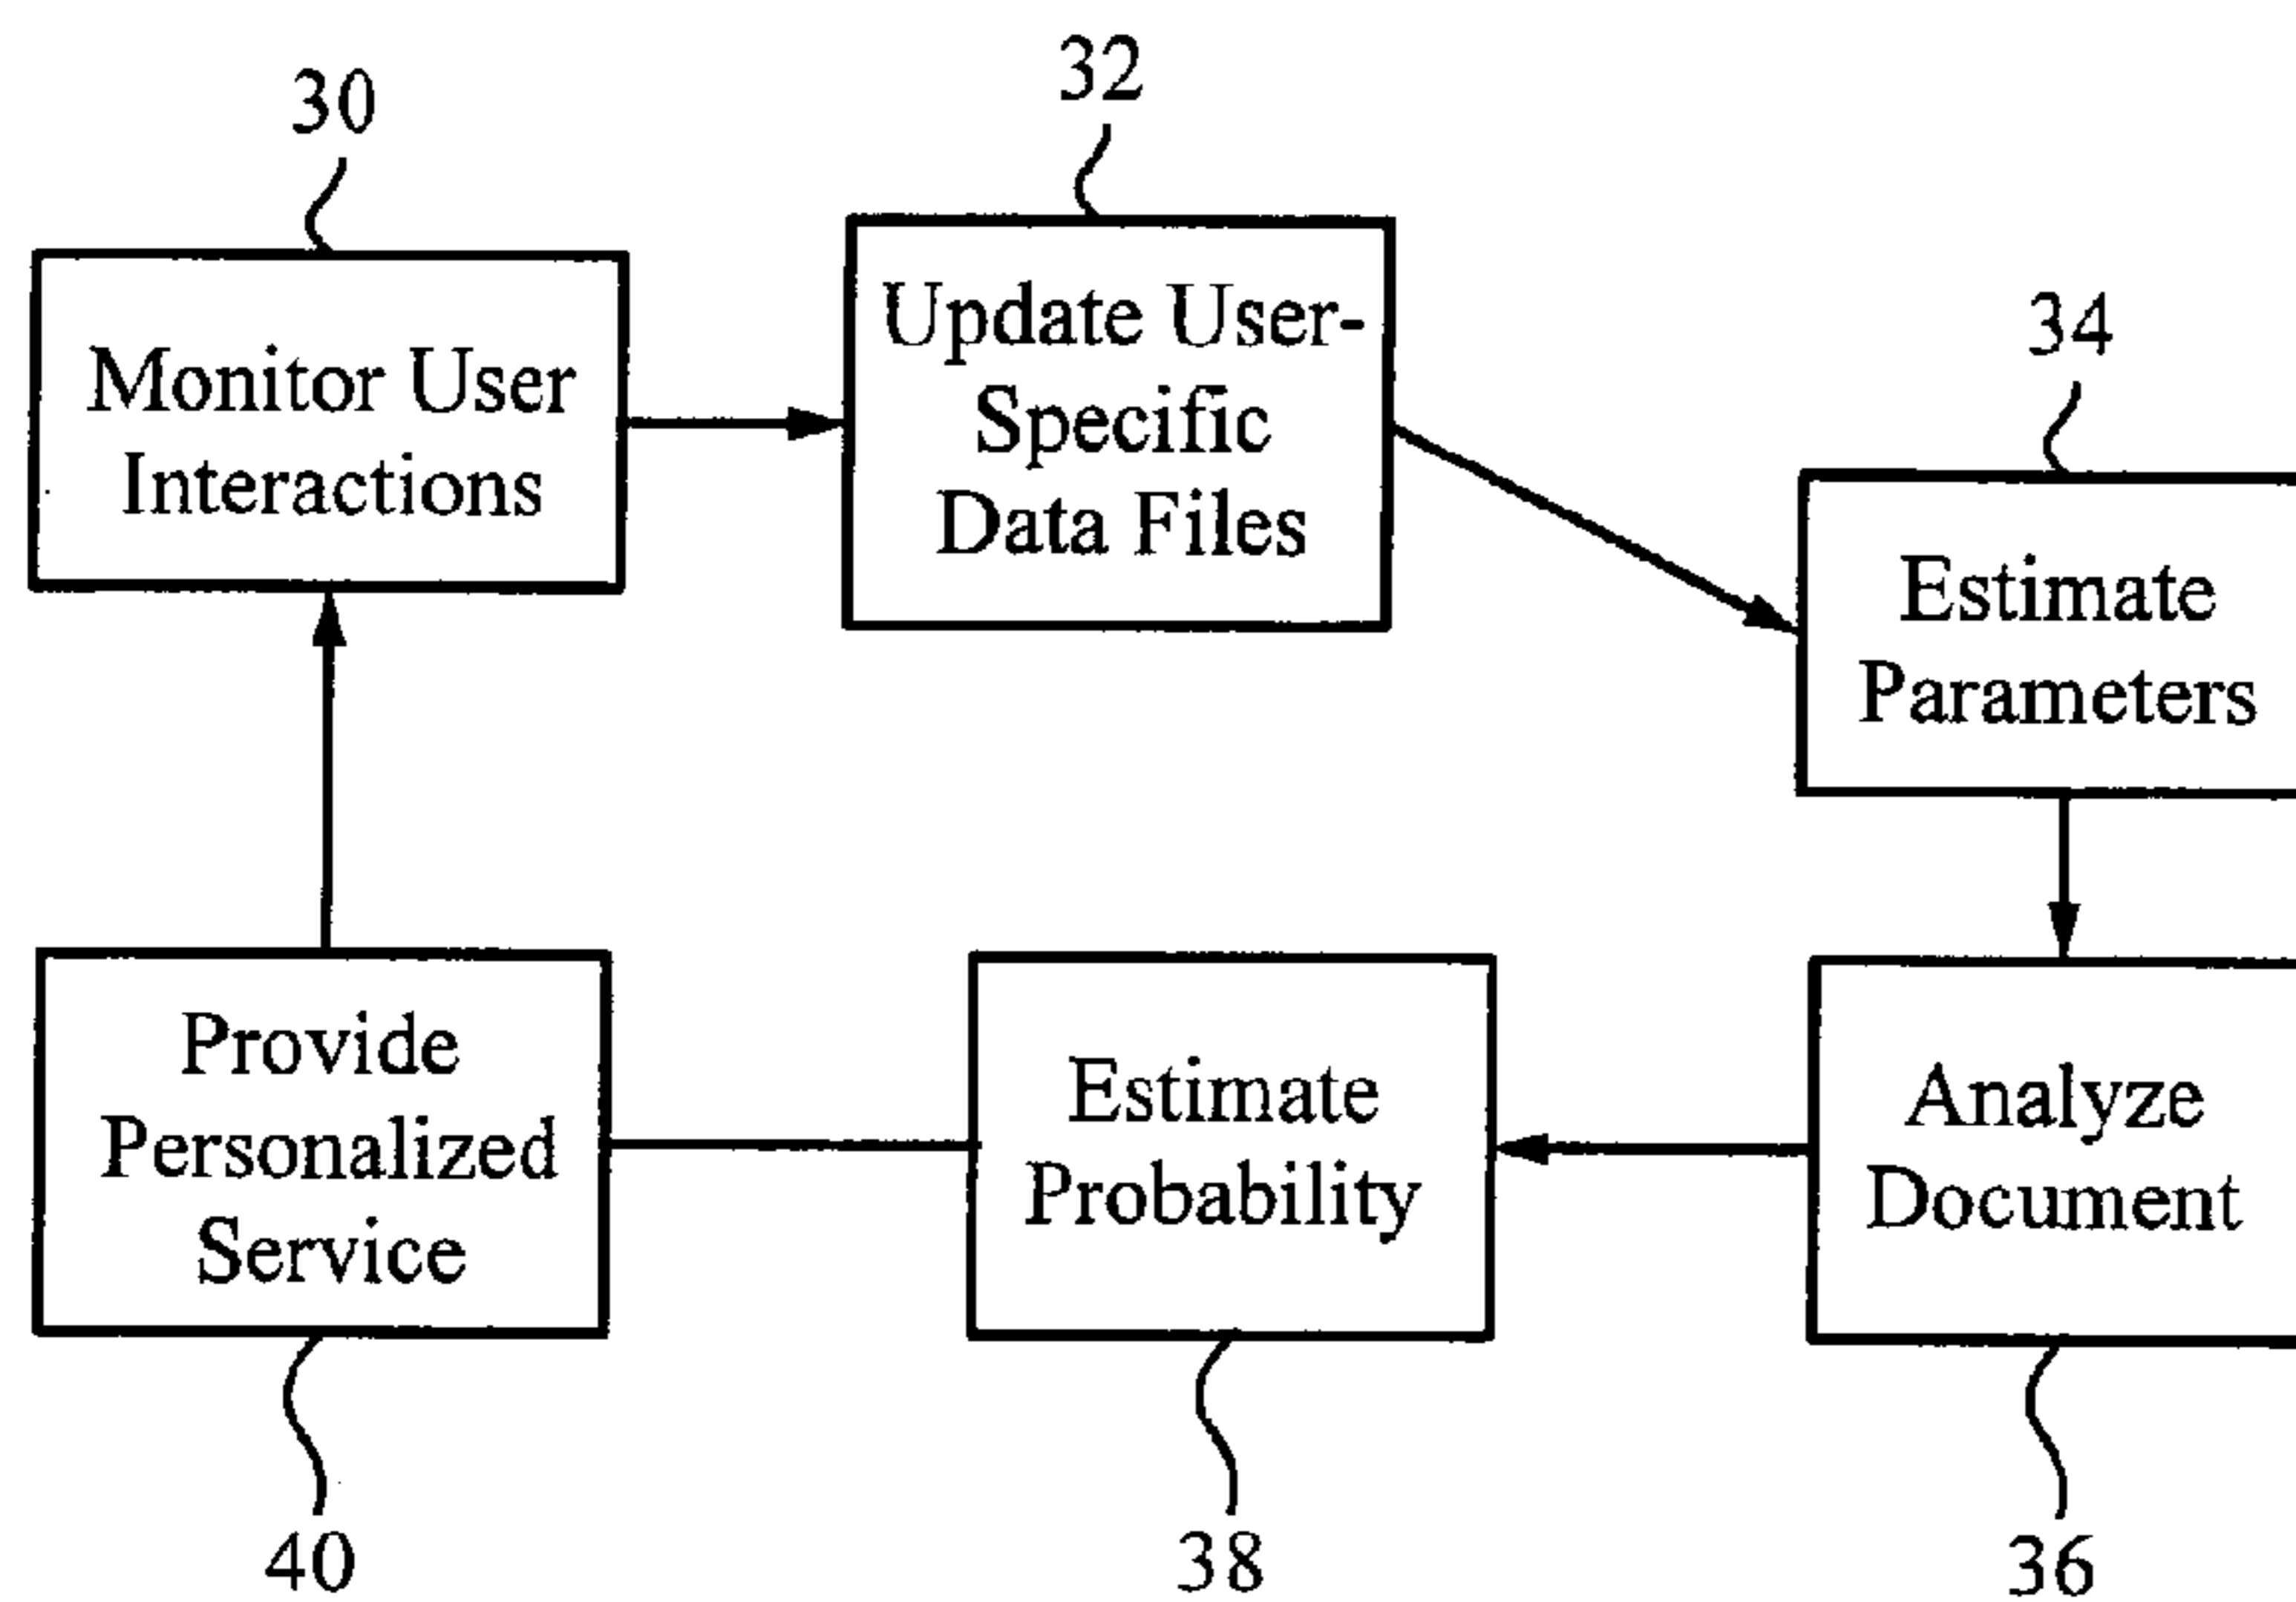 30
32
34
Monitor User
Interactions
Update User-
Specific
Data Files
Estimate
Parameters
Provide
Personalized
Service
Estimate
Probability
Analyze
Document
40
38
36